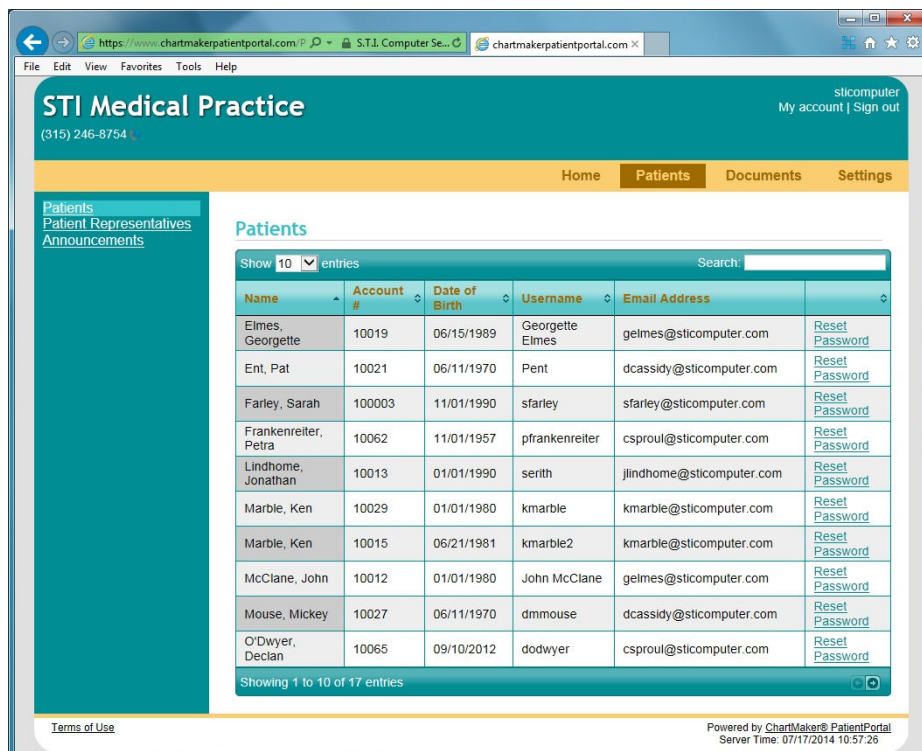 https://www.chartmakerpatientportal.com/P
S.T.I. Computer Se...
chartmakerpatientportal.com
File Edit View Favorites Tools Help
STI Medical Practice
(315) 246-8754
sticomputer
My account | Sign out
Home Patients Documents Settings
Patients
Patient Representatives
Announcements
Patients
Show 10 entries Search:
Name Account # Date of Birth Username Email Address
Elmes, Georgette 10019 06/15/1989 Georgette Elmes gelmes@sticomputer.com Reset Password
Ent, Pat 10021 06/11/1970 Pent dcassidy@sticomputer.com Reset Password
Farley, Sarah 100003 11/01/1990 sfarley sfarley@sticomputer.com Reset Password
Frankenreiter, Petra 10062 11/01/1957 pfrankenreiter csproul@sticomputer.com Reset Password
Lindhome, Jonathan 10013 01/01/1990 serith jlindhome@sticomputer.com Reset Password
Marble, Ken 10029 01/01/1980 kmarble kmarble@sticomputer.com Reset Password
Marble, Ken 10015 06/21/1981 kmarble2 kmarble@sticomputer.com Reset Password
McClane, John 10012 01/01/1980 John McClane gelmes@sticomputer.com Reset Password
Mouse, Mickey 10027 06/11/1970 dmmouse dcassidy@sticomputer.com Reset Password
O'Dwyer, Declan 10065 09/10/2012 dodwyer csproul@sticomputer.com Reset Password
Showing 1 to 10 of 17 entries
Terms of Use
Powered by ChartMaker® PatientPortal
Server Time: 07/17/2014 10:57:26